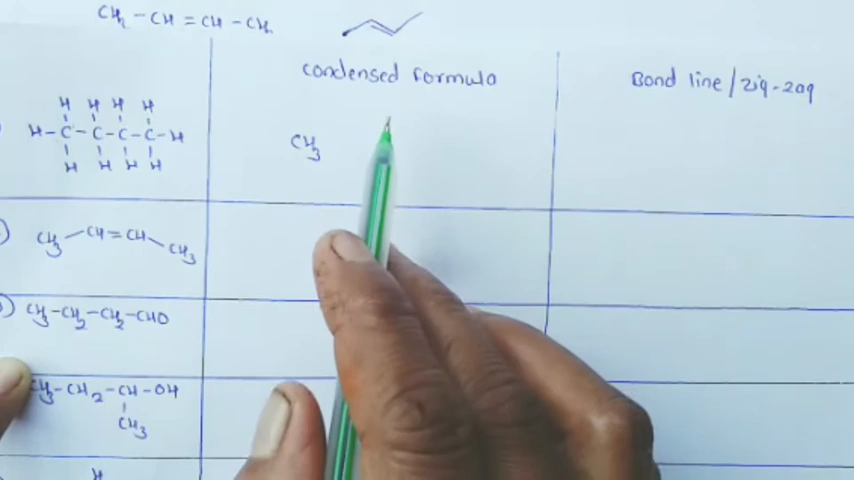 CH3 - CH = CH - CH3
condensed formula
Bond line / zig-zag
H H H H
H - C - C - C - C - H
H H H H
CH3
CH3 - CH = CH - CH3
CH3 - CH2 - CH2 - CHO
CH3 - CH2 - CH - OH
CH3
H